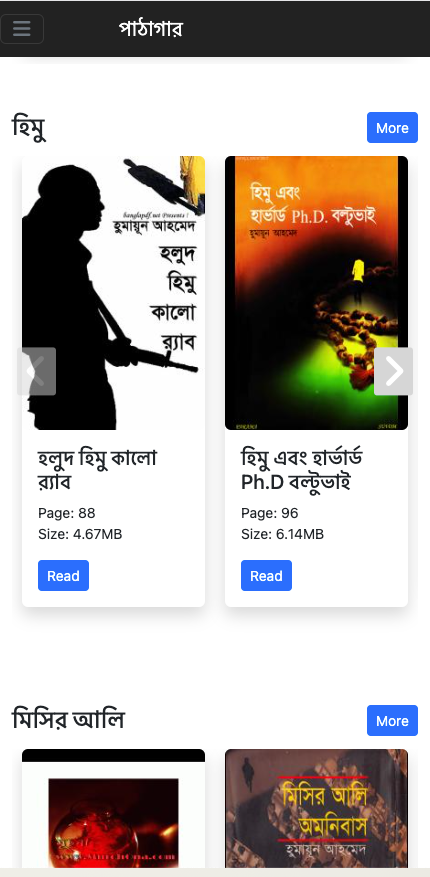 পাঠাগার
হিমু
More
banglapdf.net Presents !
হুমায়ূন আহমেদ
হলুদ
হিমু
কালো
র‍্যাব
হিমু এবং
হার্ভার্ড Ph.D. বল্টুভাই
হুমায়ূন আহমেদ
হলুদ হিমু কালো
র‍্যাব
Page: 88
Size: 4.67MB
Read
হিমু এবং হার্ভার্ড
Ph.D বল্টুভাই
Page: 96
Size: 6.14MB
Read
মিসির আলি
More
মিসির আলি
অমনিবাস
হুমায়ূন আহমেদ